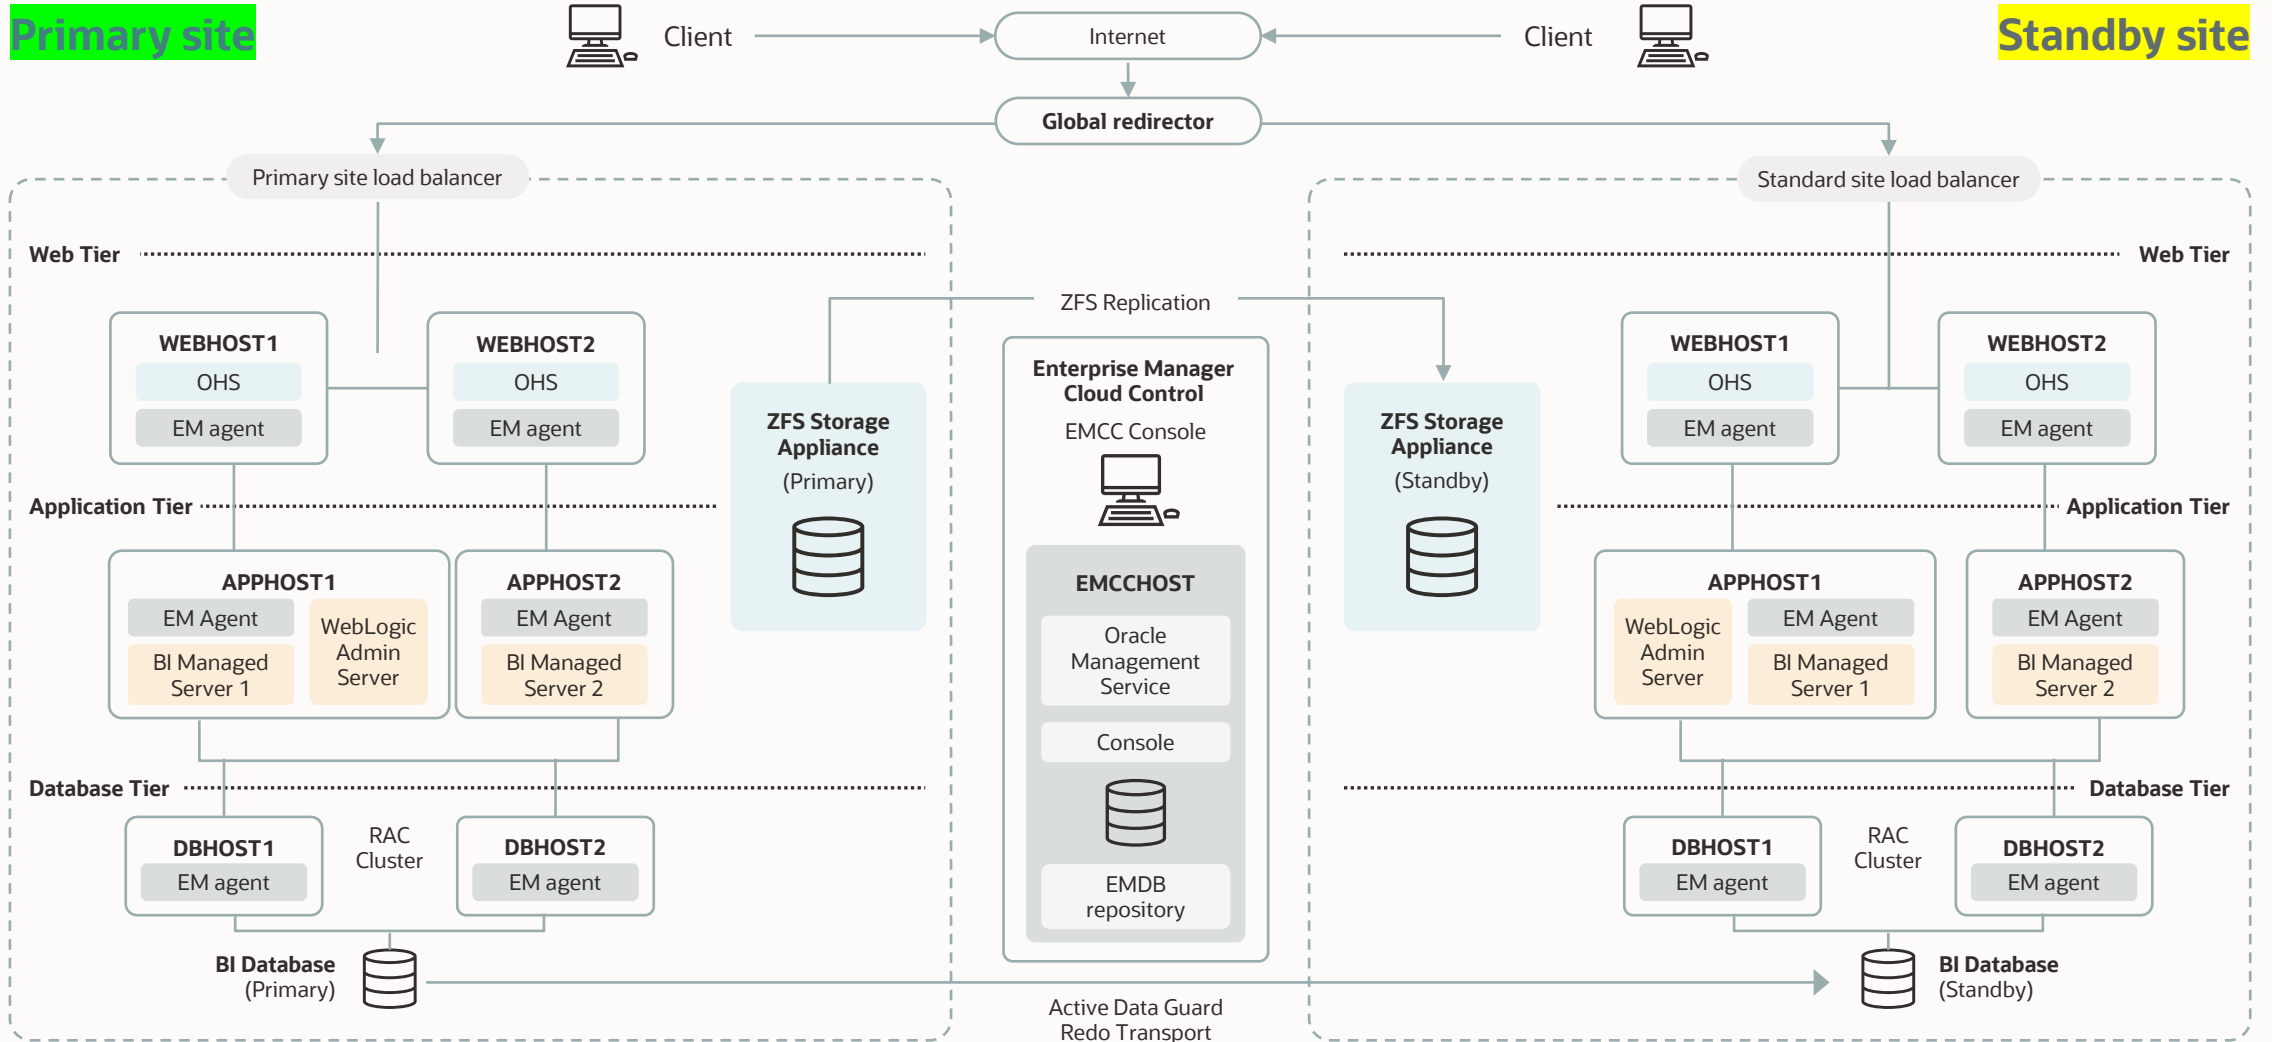 Primary site
Client
Internet
Client
Standby site
Global redirector
Primary site load balancer
Standard site load balancer
Web Tier
Web Tier
ZFS Replication
WEBHOST1
OHS
EM agent
WEBHOST2
OHS
EM agent
ZFS Storage
Appliance
(Primary)
Enterprise Manager
Cloud Control
EMCC Console
ZFS Storage
Appliance
(Standby)
WEBHOST1
OHS
EM agent
WEBHOST2
OHS
EM agent
Application Tier
Application Tier
APPHOST1
EM Agent
BI Managed
Server 1
WebLogic
Admin
Server
APPHOST2
EM Agent
BI Managed
Server 2
EMCCHOST
Oracle
Management
Service
Console
EMDB
repository
APPHOST1
WebLogic
Admin
Server
EM Agent
BI Managed
Server 1
APPHOST2
EM Agent
BI Managed
Server 2
Database Tier
Database Tier
DBHOST1
EM agent
RAC
Cluster
DBHOST2
EM agent
DBHOST1
EM agent
RAC
Cluster
DBHOST2
EM agent
BI Database
(Primary)
BI Database
(Standby)
Active Data Guard
Redo Transport